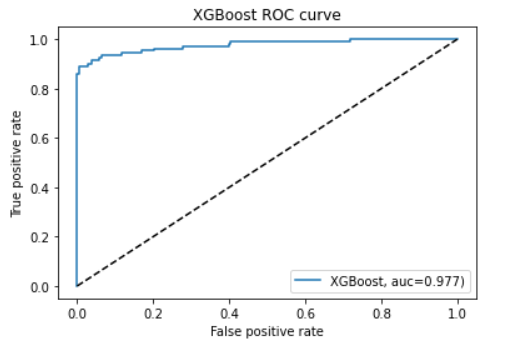 XGBoost ROC curve
1.0
0.8
0.6
0.4
0.2
0.0
True positive rate
XGBoost, auc=0.977)
0.0 0.2 0.4 0.6 0.8 1.0
False positive rate